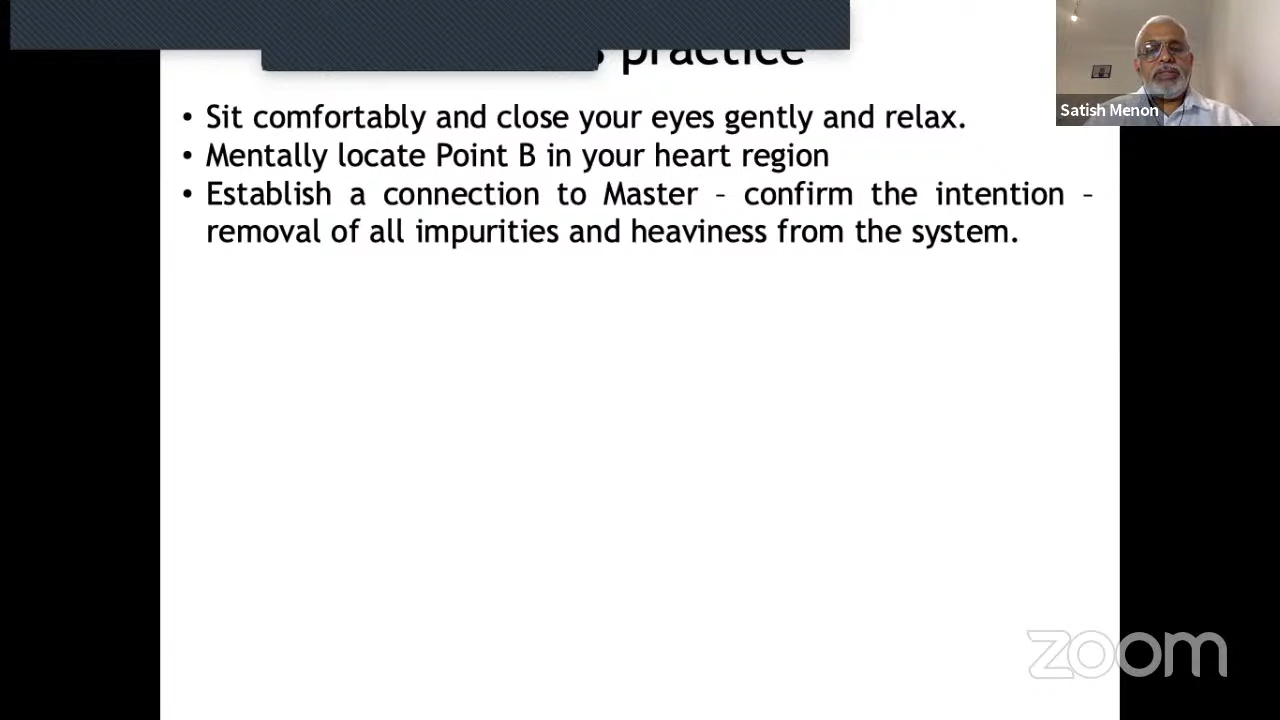 practice
Satish Menon
• Sit comfortably and close your eyes gently and relax.
• Mentally locate Point B in your heart region
• Establish a connection to Master – confirm the intention –
removal of all impurities and heaviness from the system.
zoom